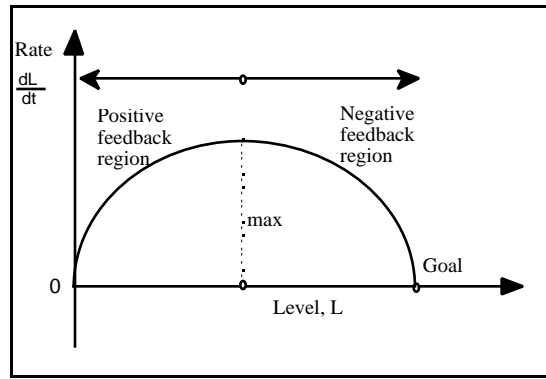 Rate
dL
dt
Positive
feedback
region
Negative
feedback
region
max
Goal
0
Level, L